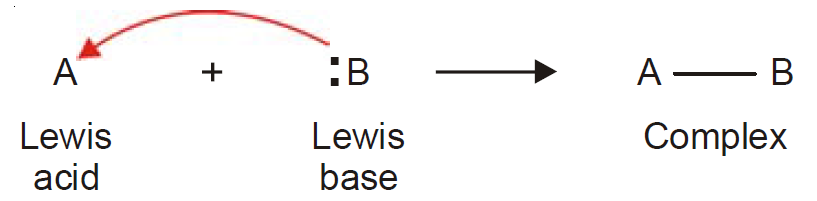 A + :B A — B
Lewis acid
Lewis base
Complex